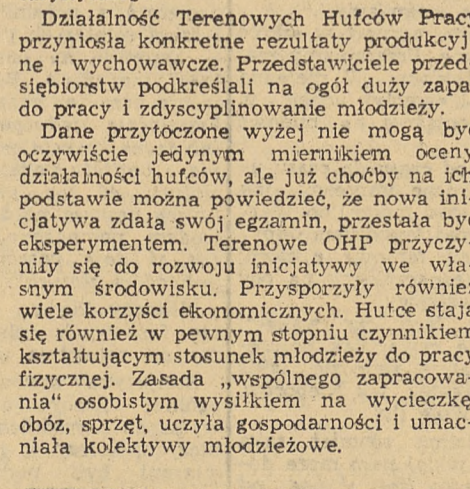 Działalność Terenowych Hufców Pracy
przyniosła konkretne rezultaty produkcyj-
ne i wychowawcze. Przedstawiciele przed-
siębiorstw podkreślali na ogół duży zapa
do pracy i zdyscyplinowanie młodzieży.
Dane przytoczone wyżej nie mogą być
oczywiście jedynym miernikiem oceny
działalności hufców, ale już choćby na ich
podstawie można powiedzieć, że nowa ini-
cjatywa zdała swój egzamin, przestała być
eksperymentem. Terenowe OHP przyczy-
niły się do rozwoju inicjatywy we wła-
snym środowisku. Przysporzyły również
wiele korzyści ekonomicznych. Hufce stają
się również w pewnym stopniu czynnikiem
kształtującym stosunek młodzieży do pracy
fizycznej. Zasada „wspólnego zapracowa-
nia“ osobistym wysiłkiem na wycieczkę,
obóz, sprzęt, uczyła gospodarności i umac-
niała kolektywy młodzieżowe.